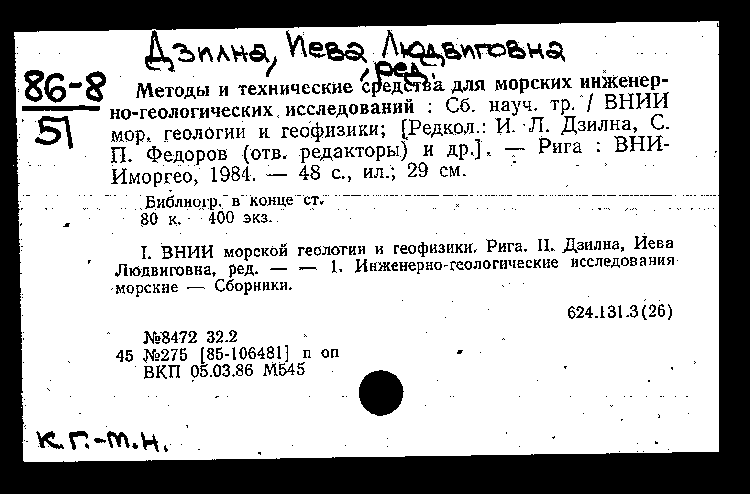 Дзилна, Иева Людвиговна
, ред.
86-8
51
Методы и технические средства для морских инженер-
но-геологических исследований : Сб. науч. тр. / ВНИИ
мор. геологии и геофизики; [Редкол.: И. Л. Дзилна, С.
П. Федоров (отв. редакторы) и др.]. — Рига : ВНИ-
Иморгео, 1984. — 48 с., ил.; 29 см.
Библиогр. в конце ст.
80 к. 400 экз.
I. ВНИИ морской геологии и геофизики. Рига. II. Дзилна, Иева
Людвиговна, ред. — — 1. Инженерно-геологические исследования
морские — Сборники.
624.131.3(26)
№8472 32.2
45 №275 [85-106481] п оп
ВКП 05.03.86 М545
К.Г.-т.н.